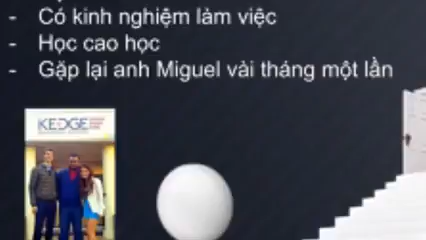 - Có kinh nghiệm làm việc
- Học cao học
- Gặp lại anh Miguel vài tháng một lần
KEDGE